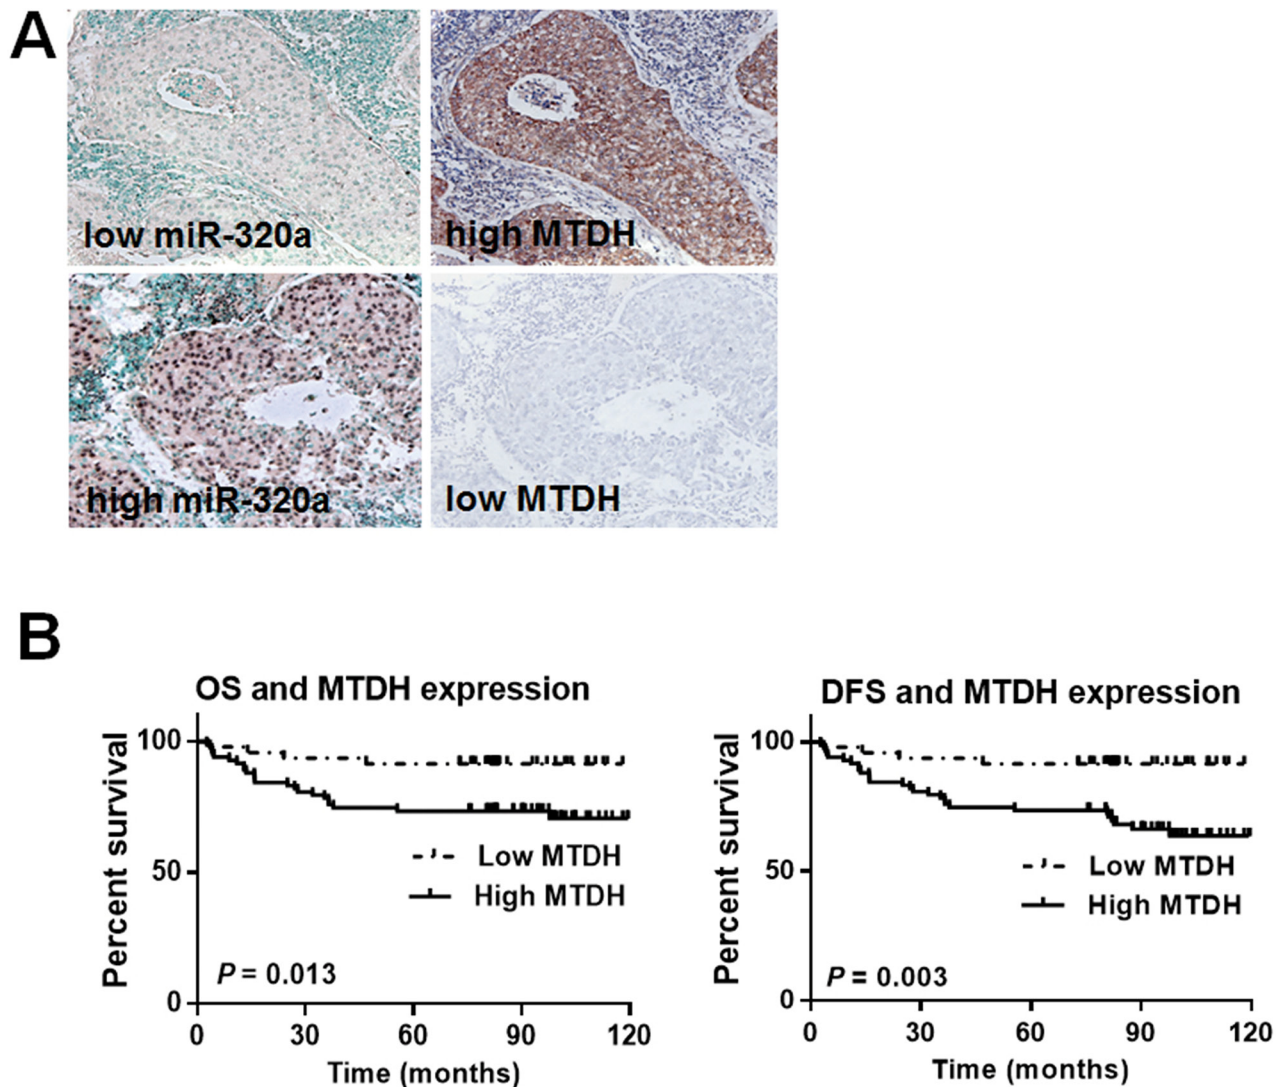 A
low miR-320a
high MTDH
high miR-320a
low MTDH
B
OS and MTDH expression
Percent survival
100
50
0
Low MTDH
High MTDH
P = 0.013
0 30 60 90 120
Time (months)
DFS and MTDH expression
Percent survival
100
50
0
Low MTDH
High MTDH
P = 0.003
0 30 60 90 120
Time (months)